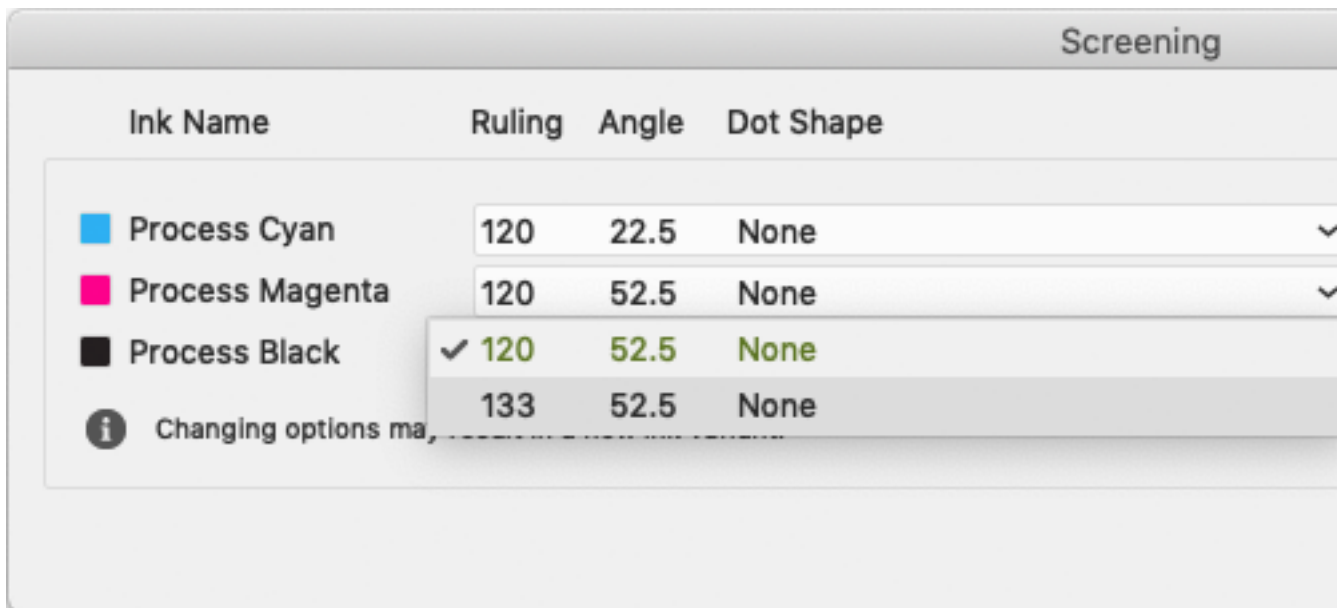 Screening
Ink Name Ruling Angle Dot Shape
Process Cyan 120 22.5 None
Process Magenta 120 52.5 None
Process Black 120 52.5 None
133 52.5 None
Changing options may